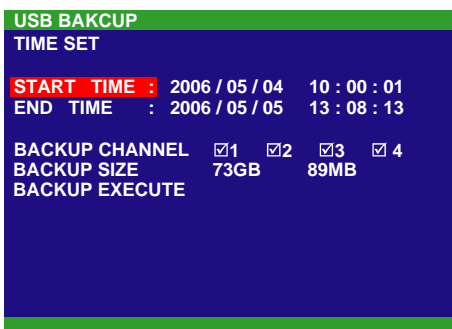 USB BAKCUP
TIME SET
START TIME : 2006 / 05 / 04 10 : 00 : 01
END TIME : 2006 / 05 / 05 13 : 08 : 13
BACKUP CHANNEL ☑1 ☑2 ☑3 ☑ 4
BACKUP SIZE 73GB 89MB
BACKUP EXECUTE